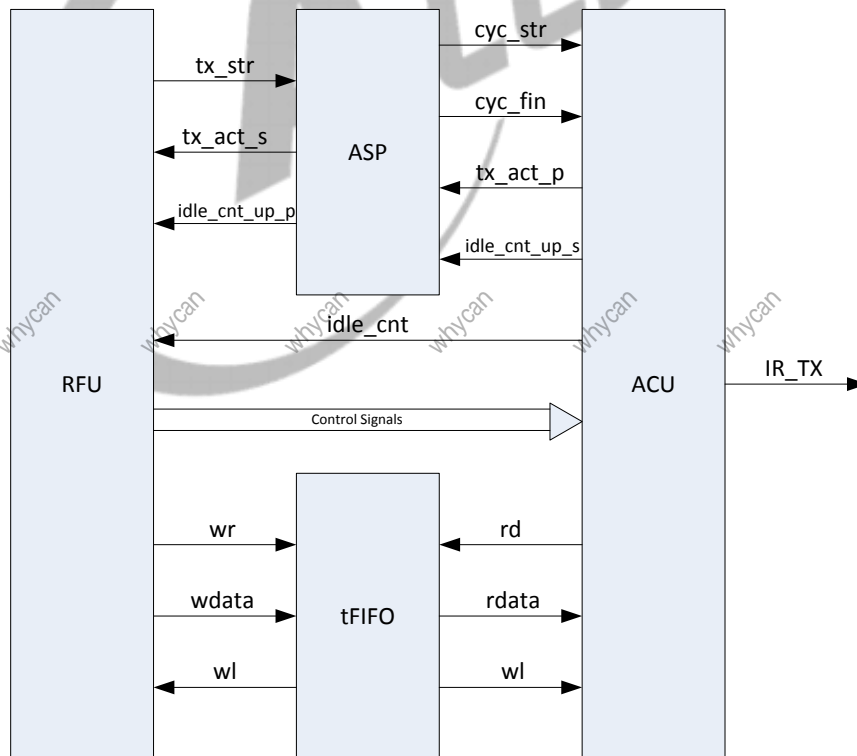 cyc_str
tx_str
cyc_fin
tx_act_s
ASP
tx_act_p
idle_cnt_up_p
idle_cnt_up_s
whycan whycan whycan whycan whycan whycan
idle_cnt
RFU
ACU
IR_TX
Control Signals
wr
rd
wdata
tFIFO
rdata
wl
wl